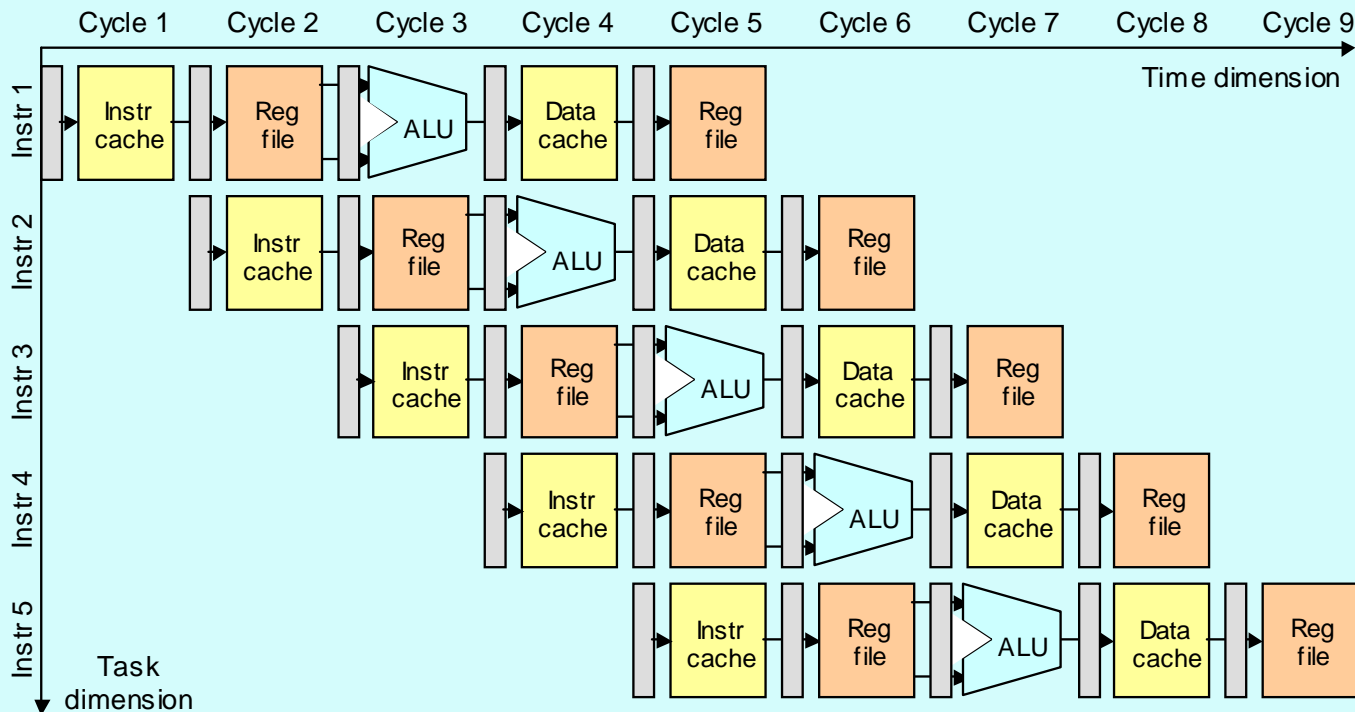 Cycle 1 Cycle 2 Cycle 3 Cycle 4 Cycle 5 Cycle 6 Cycle 7 Cycle 8 Cycle 9
Time dimension
Instr 1
Instr
cache
Reg
file
ALU
Data
cache
Reg
file
Instr 2
Instr
cache
Reg
file
ALU
Data
cache
Reg
file
Instr 3
Instr
cache
Reg
file
ALU
Data
cache
Reg
file
Instr 4
Instr
cache
Reg
file
ALU
Data
cache
Reg
file
Instr 5
Instr
cache
Reg
file
ALU
Data
cache
Reg
file
Task
dimension